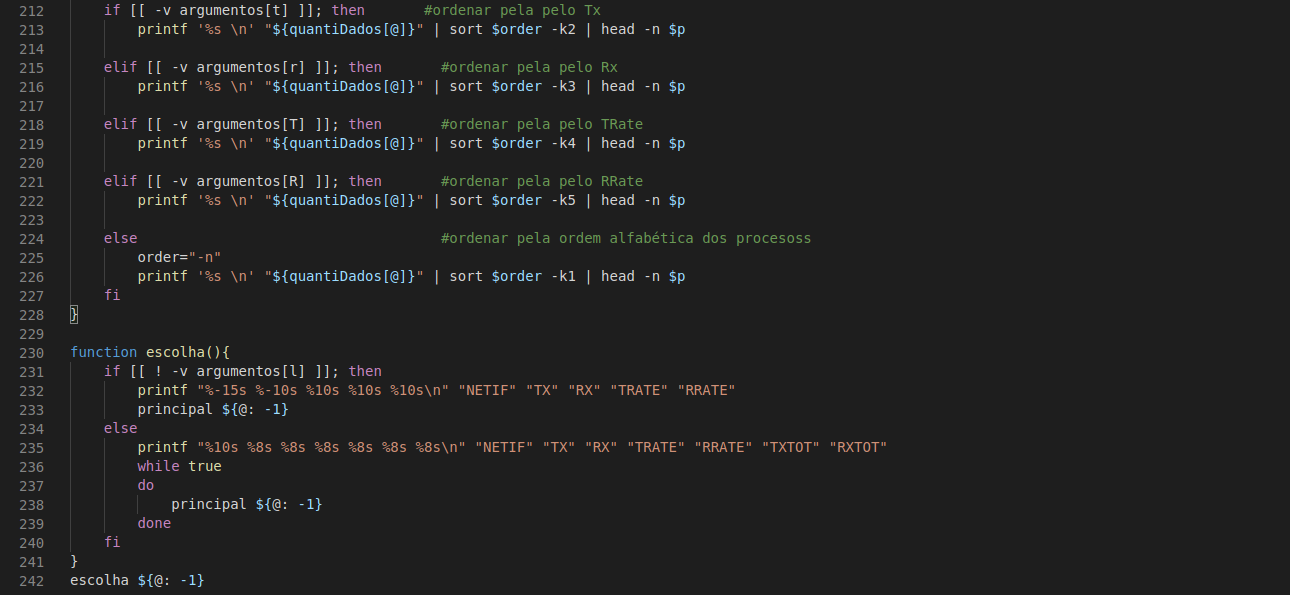 212 if [[ -v argumentos[t] ]]; then #ordenar pela pelo Tx
213 printf '%s \n' "${quantiDados[@]}" | sort $order -k2 | head -n $p
214
215 elif [[ -v argumentos[r] ]]; then #ordenar pela pelo Rx
216 printf '%s \n' "${quantiDados[@]}" | sort $order -k3 | head -n $p
217
218 elif [[ -v argumentos[T] ]]; then #ordenar pela pelo TRate
219 printf '%s \n' "${quantiDados[@]}" | sort $order -k4 | head -n $p
220
221 elif [[ -v argumentos[R] ]]; then #ordenar pela pelo RRate
222 printf '%s \n' "${quantiDados[@]}" | sort $order -k5 | head -n $p
223
224 else #ordenar pela ordem alfabética dos procesoss
225 order="-n"
226 printf '%s \n' "${quantiDados[@]}" | sort $order -k1 | head -n $p
227 fi
228 }
229
230 function escolha(){
231 if [[ ! -v argumentos[l] ]]; then
232 printf "%-15s %-10s %10s %10s %10s\n" "NETIF" "TX" "RX" "TRATE" "RRATE"
233 principal ${@: -1}
234 else
235 printf "%10s %8s %8s %8s %8s %8s %8s\n" "NETIF" "TX" "RX" "TRATE" "RRATE" "TXTOT" "RXTOT"
236 while true
237 do
238 principal ${@: -1}
239 done
240 fi
241 }
242 escolha ${@: -1}